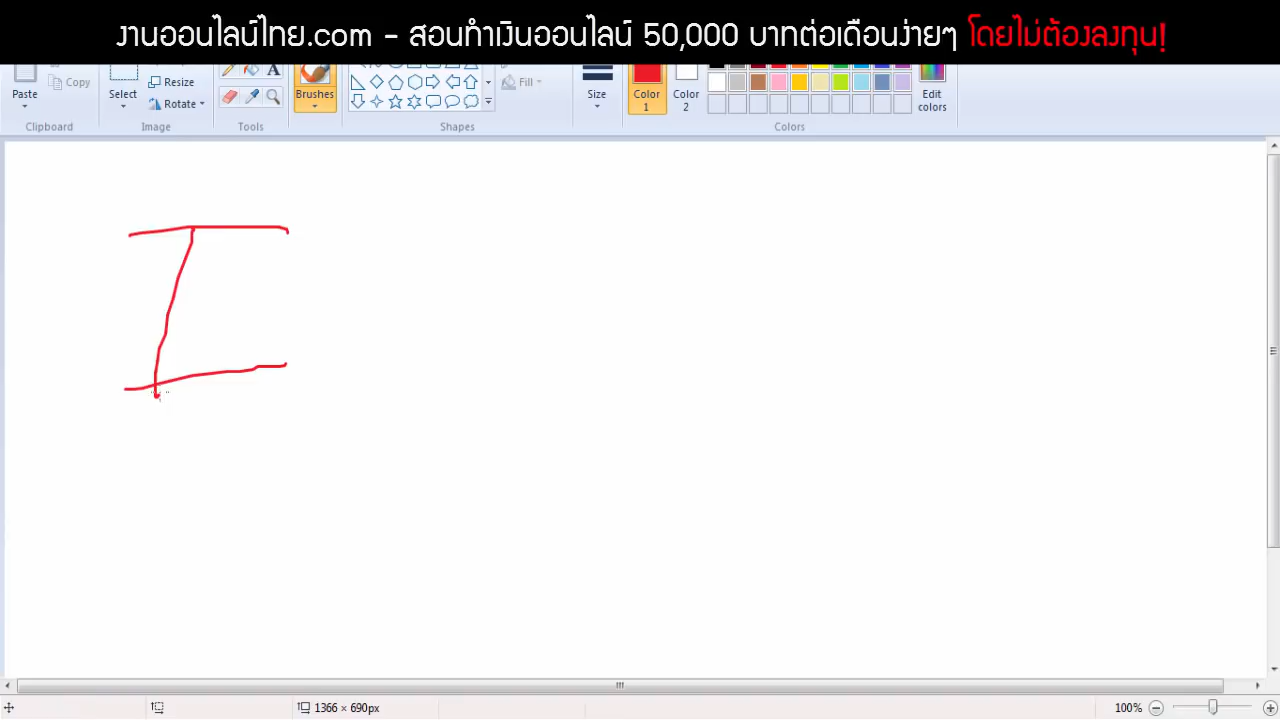 งานออนไลน์ไทย.com - สอนทำเงินออนไลน์ 50,000 บาทต่อเดือนง่ายๆ โดยไม่ต้องลงทุน!
Paste
Copy
Clipboard
Select
Resize
Rotate
Image
A
Tools
Brushes
Fill
Shapes
Size
Color 1
Color 2
Edit colors
Colors
I
1366 × 690px
100%